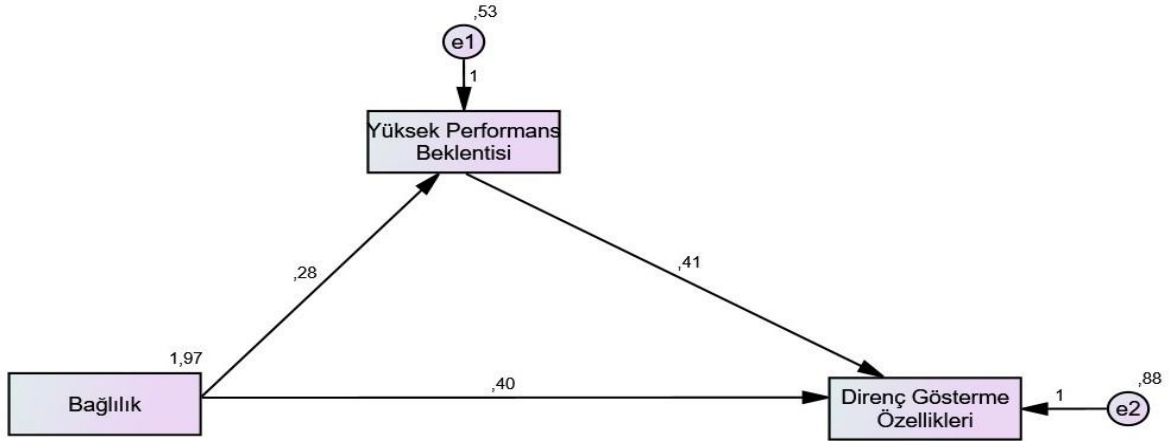 ,53
e1
1
Yüksek Performans
Beklentisi
,28
,41
1,97
Bağlılık
,40
Direnç Gösterme
Özellikleri
1
,88
e2